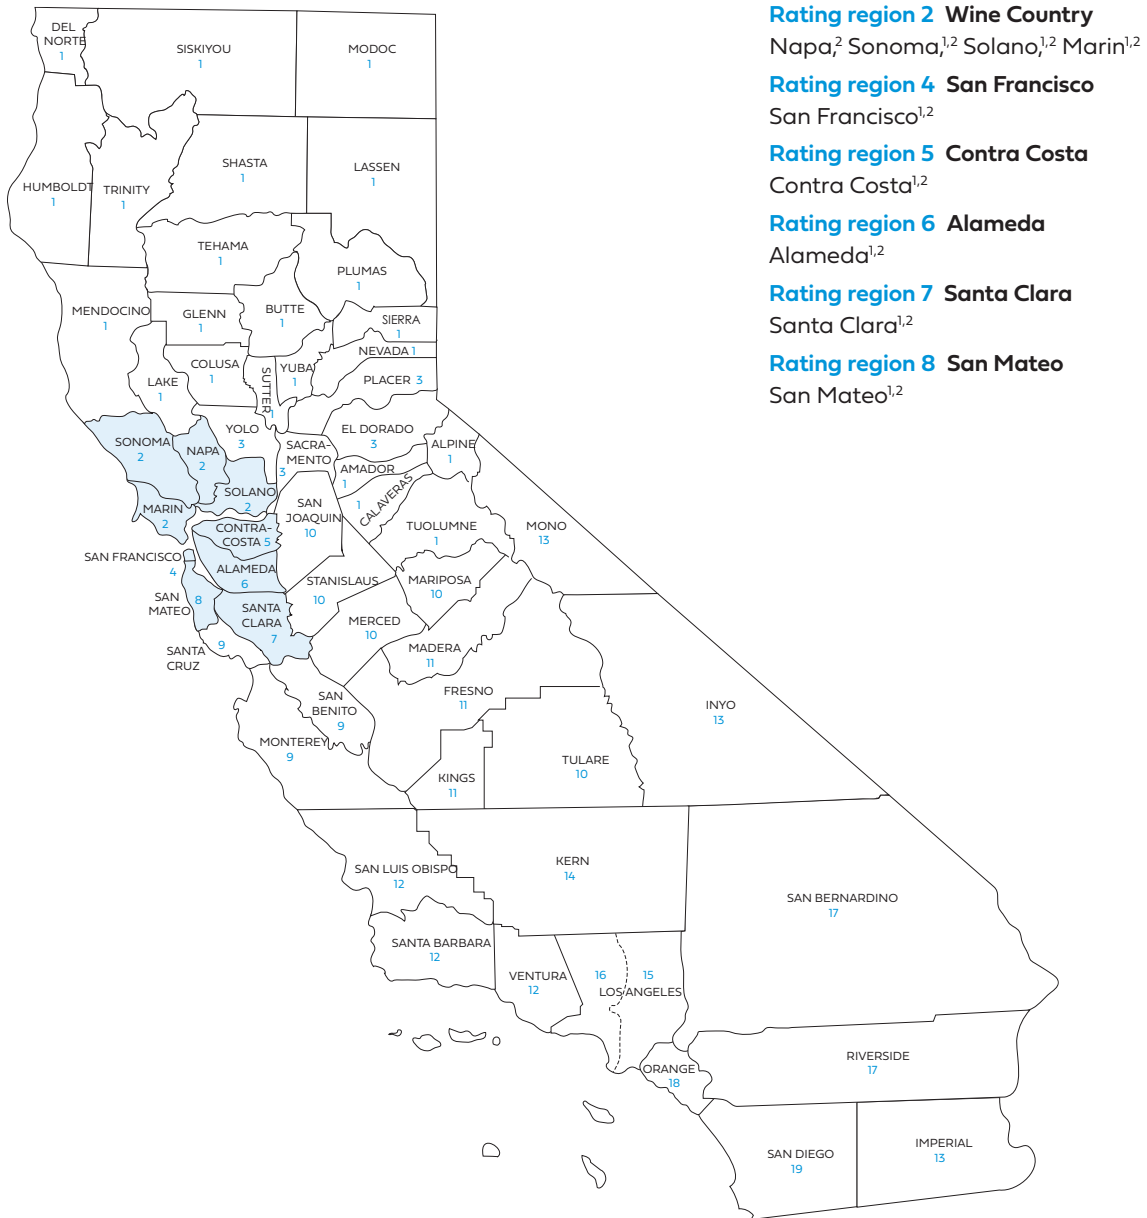 Rating region 2 Wine Country
Napa,² Sonoma,¹,² Solano,¹,² Marin¹,²
Rating region 4 San Francisco
San Francisco¹,²
Rating region 5 Contra Costa
Contra Costa¹,²
Rating region 6 Alameda
Alameda¹,²
Rating region 7 Santa Clara
Santa Clara¹,²
Rating region 8 San Mateo
San Mateo¹,²
DEL
NORTE
1
SISKIYOU
1
MODOC
1
HUMBOLDT
1
TRINITY
1
SHASTA
1
LASSEN
1
TEHAMA
1
PLUMAS
1
MENDOCINO
1
GLENN
1
BUTTE
1
SIERRA
1
NEVADA 1
COLUSA
1
SUTTER
1
YUBA
1
PLACER 3
LAKE
1
SONOMA
2
NAPA
2
YOLO
3
SACRA-
MENTO
3
EL DORADO
3
ALPINE
1
AMADOR
1
CALAVERAS
1
SOLANO
2
MARIN
2
SAN
JOAQUIN
10
CONTRA-
COSTA 5
TUOLUMNE
1
MONO
13
SAN FRANCISCO
4
ALAMEDA
6
STANISLAUS
10
MARIPOSA
10
SAN
MATEO
8
SANTA
CLARA
7
MERCED
10
SANTA
CRUZ
9
MADERA
11
SAN
BENITO
9
FRESNO
11
INYO
13
MONTEREY
9
KINGS
11
TULARE
10
SAN LUIS OBISPO
12
KERN
14
SAN BERNARDINO
17
SANTA BARBARA
12
VENTURA
12
16
15
LOS ANGELES
ORANGE
18
RIVERSIDE
17
SAN DIEGO
19
IMPERIAL
13